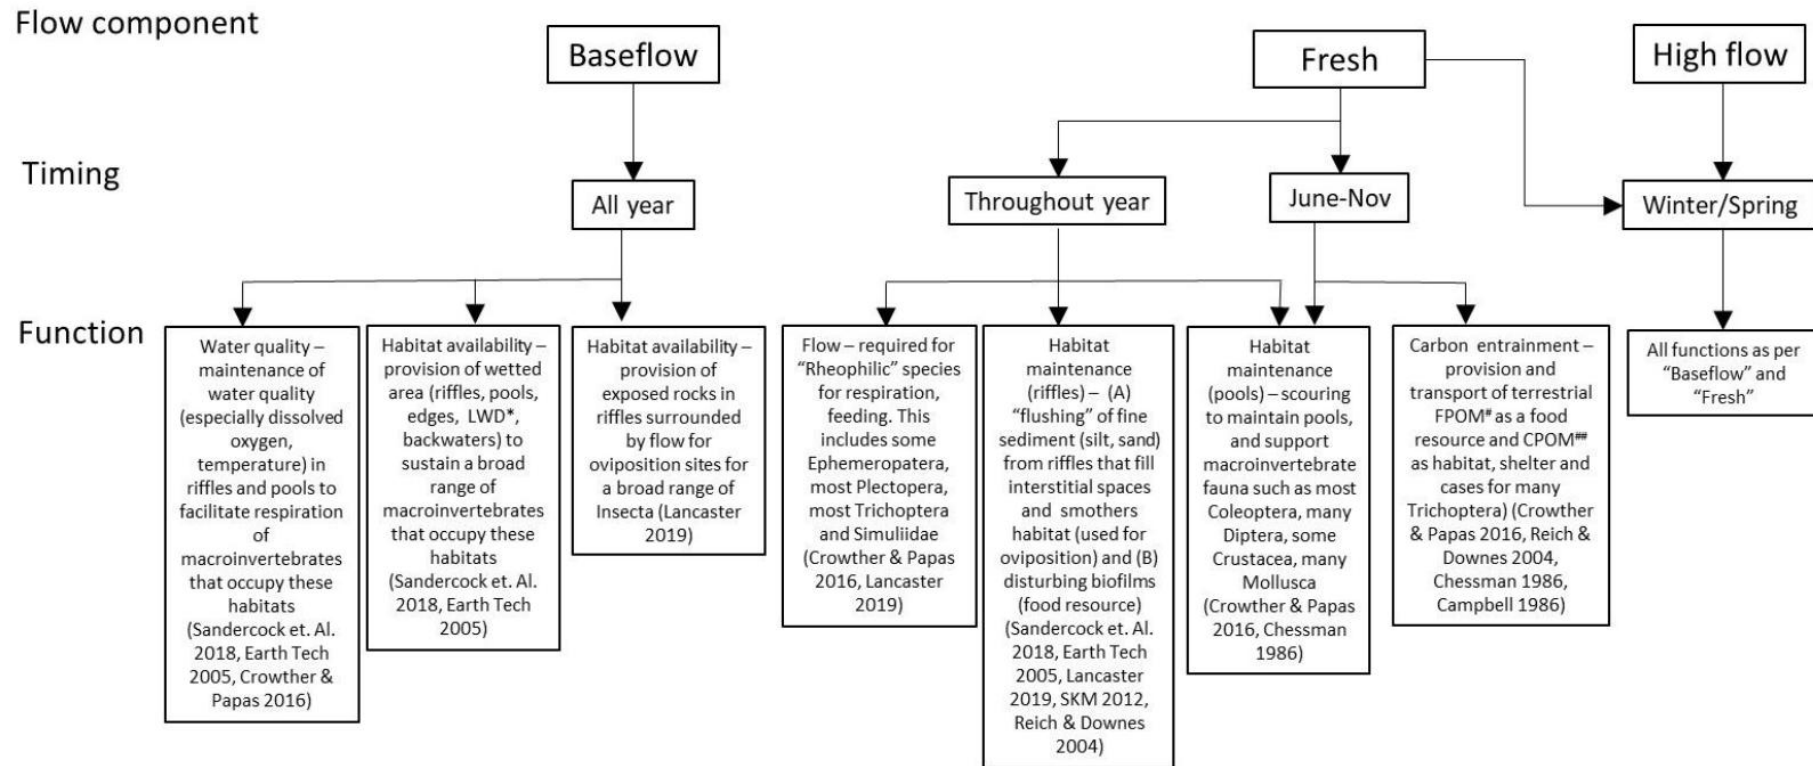 Flow component
Baseflow
Fresh
High flow
Timing
All year
Throughout year
June-Nov
Winter/Spring
Function
Water quality –
maintenance of
water quality
(especially dissolved
oxygen,
temperature) in
riffles and pools to
facilitate respiration
of
macroinvertebrates
that occupy these
habitats
(Sandercock et. Al.
2018, Earth Tech
2005, Crowther &
Papas 2016)
Habitat availability –
provision of wetted
area (riffles, pools,
edges, LWD*,
backwaters) to
sustain a broad
range of
macroinvertebrates
that occupy these
habitats
(Sandercock et. Al.
2018, Earth Tech
2005)
Habitat availability –
provision of
exposed rocks in
riffles surrounded
by flow for
oviposition sites for
a broad range of
Insecta (Lancaster
2019)
Flow – required for
“Rheophilic” species
for respiration,
feeding. This
includes some
Ephemeropatera,
most Plectopera,
most Trichoptera
and Simuliidae
(Crowther & Papas
2016, Lancaster
2019)
Habitat
maintenance
(riffles) – (A)
“flushing” of fine
sediment (silt, sand)
from riffles that fill
interstitial spaces
and smothers
habitat (used for
oviposition) and (B)
disturbing biofilms
(food resource)
(Sandercock et. Al.
2018, Earth Tech
2005, Lancaster
2019, SKM 2012,
Reich & Downes
2004)
Habitat
maintenance
(pools) – scouring
to maintain pools,
and support
macroinvertebrate
fauna such as most
Coleoptera, many
Diptera, some
Crustacea, many
Mollusca
(Crowther & Papas
2016, Chessman
1986)
Carbon entrainment –
provision and
transport of terrestrial
FPOM# as a food
resource and CPOM##
as habitat, shelter and
cases for many
Trichoptera) (Crowther
& Papas 2016, Reich &
Downes 2004,
Chessman 1986,
Campbell 1986)
All functions as per
“Baseflow” and
“Fresh”